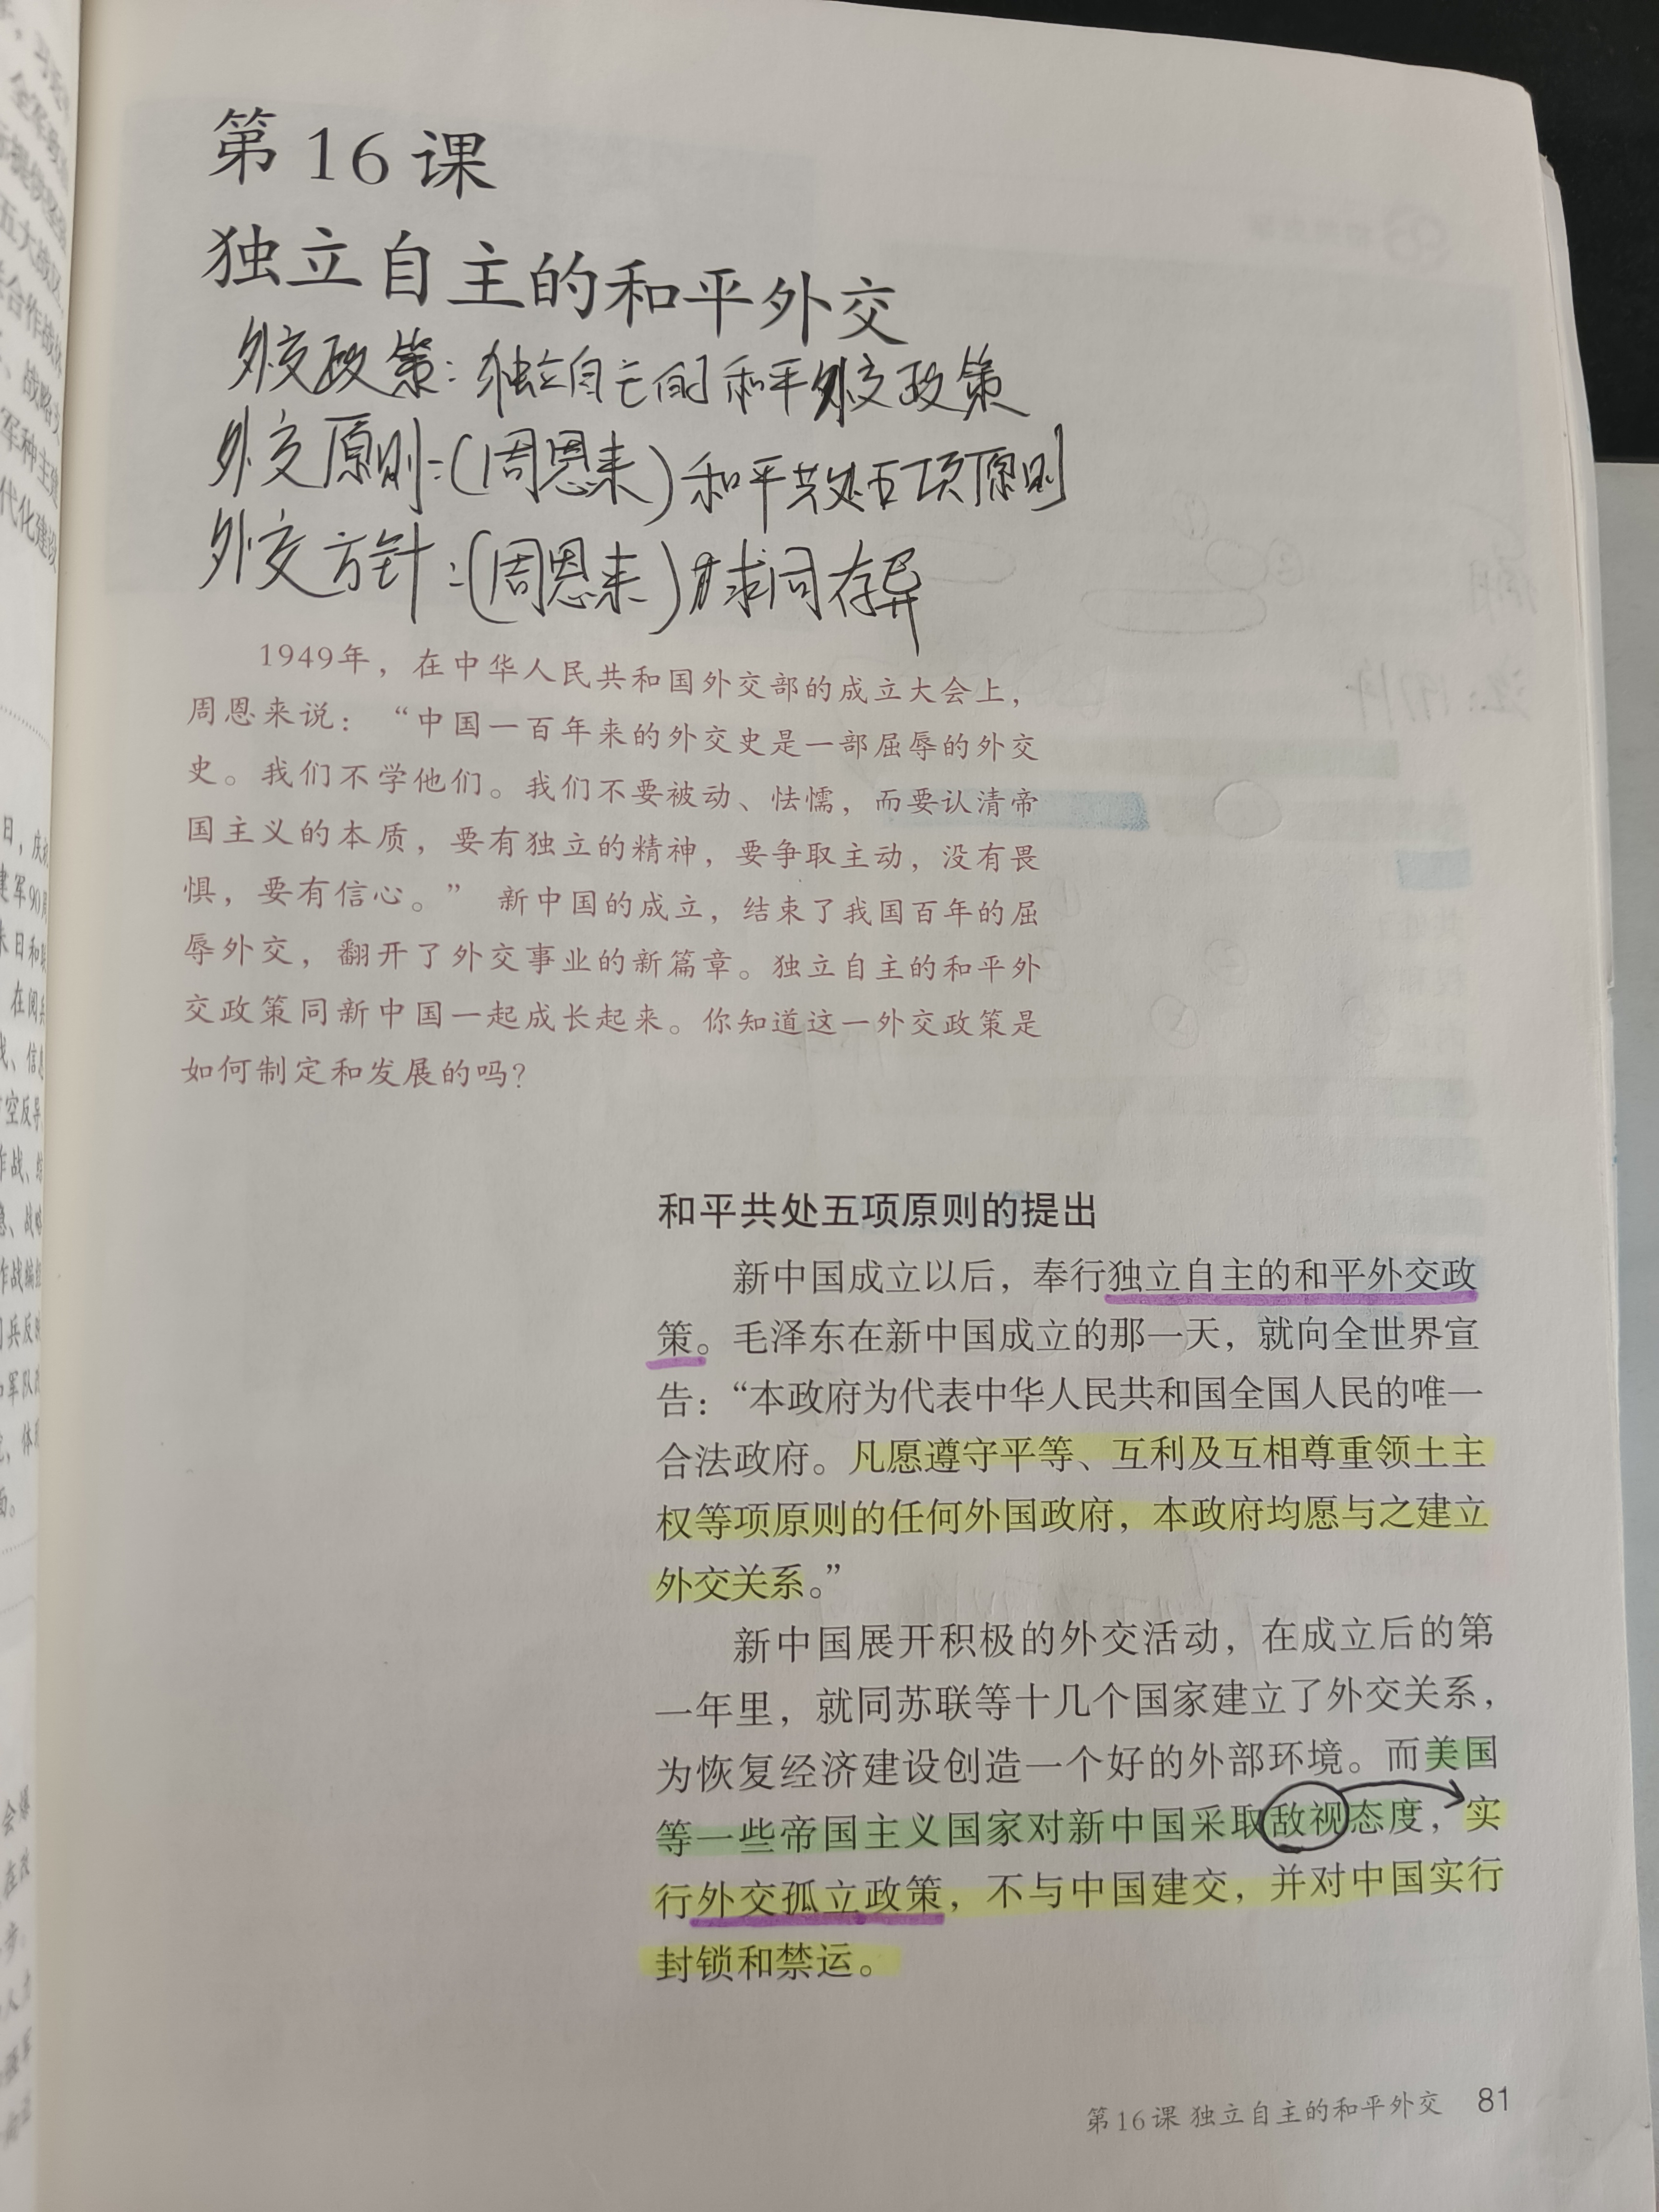 第16课
独立自主的和平外交
外交政策：独立自主的和平外交政策
外交原则：（周恩来）和平共处五项原则
外交方针：（周恩来）求同存异
1949年，在中华人民共和国外交部的成立大会上，
周恩来说：“中国一百年来的外交史是一部屈辱的外交
史。我们不学他们。我们不要被动、怯懦，而要认清帝
国主义的本质，要有独立的精神，要争取主动，没有畏
惧，要有信心。”新中国的成立，结束了我国百年的屈
辱外交，翻开了外交事业的新篇章。独立自主的和平外
交政策同新中国一起成长起来。你知道这一外交政策是
如何制定和发展的吗？
和平共处五项原则的提出
新中国成立以后，奉行独立自主的和平外交政
策。毛泽东在新中国成立的那一天，就向全世界宣
告：“本政府为代表中华人民共和国全国人民的唯一
合法政府。凡愿遵守平等、互利及互相尊重领土主
权等项原则的任何外国政府，本政府均愿与之建立
外交关系。”
新中国展开积极的外交活动，在成立后的第
一年里，就同苏联等十几个国家建立了外交关系，
为恢复经济建设创造一个好的外部环境。而美国
等一些帝国主义国家对新中国采取敌视态度，实
行外交孤立政策，不与中国建交，并对中国实行
封锁和禁运。
第16课 独立自主的和平外交 81